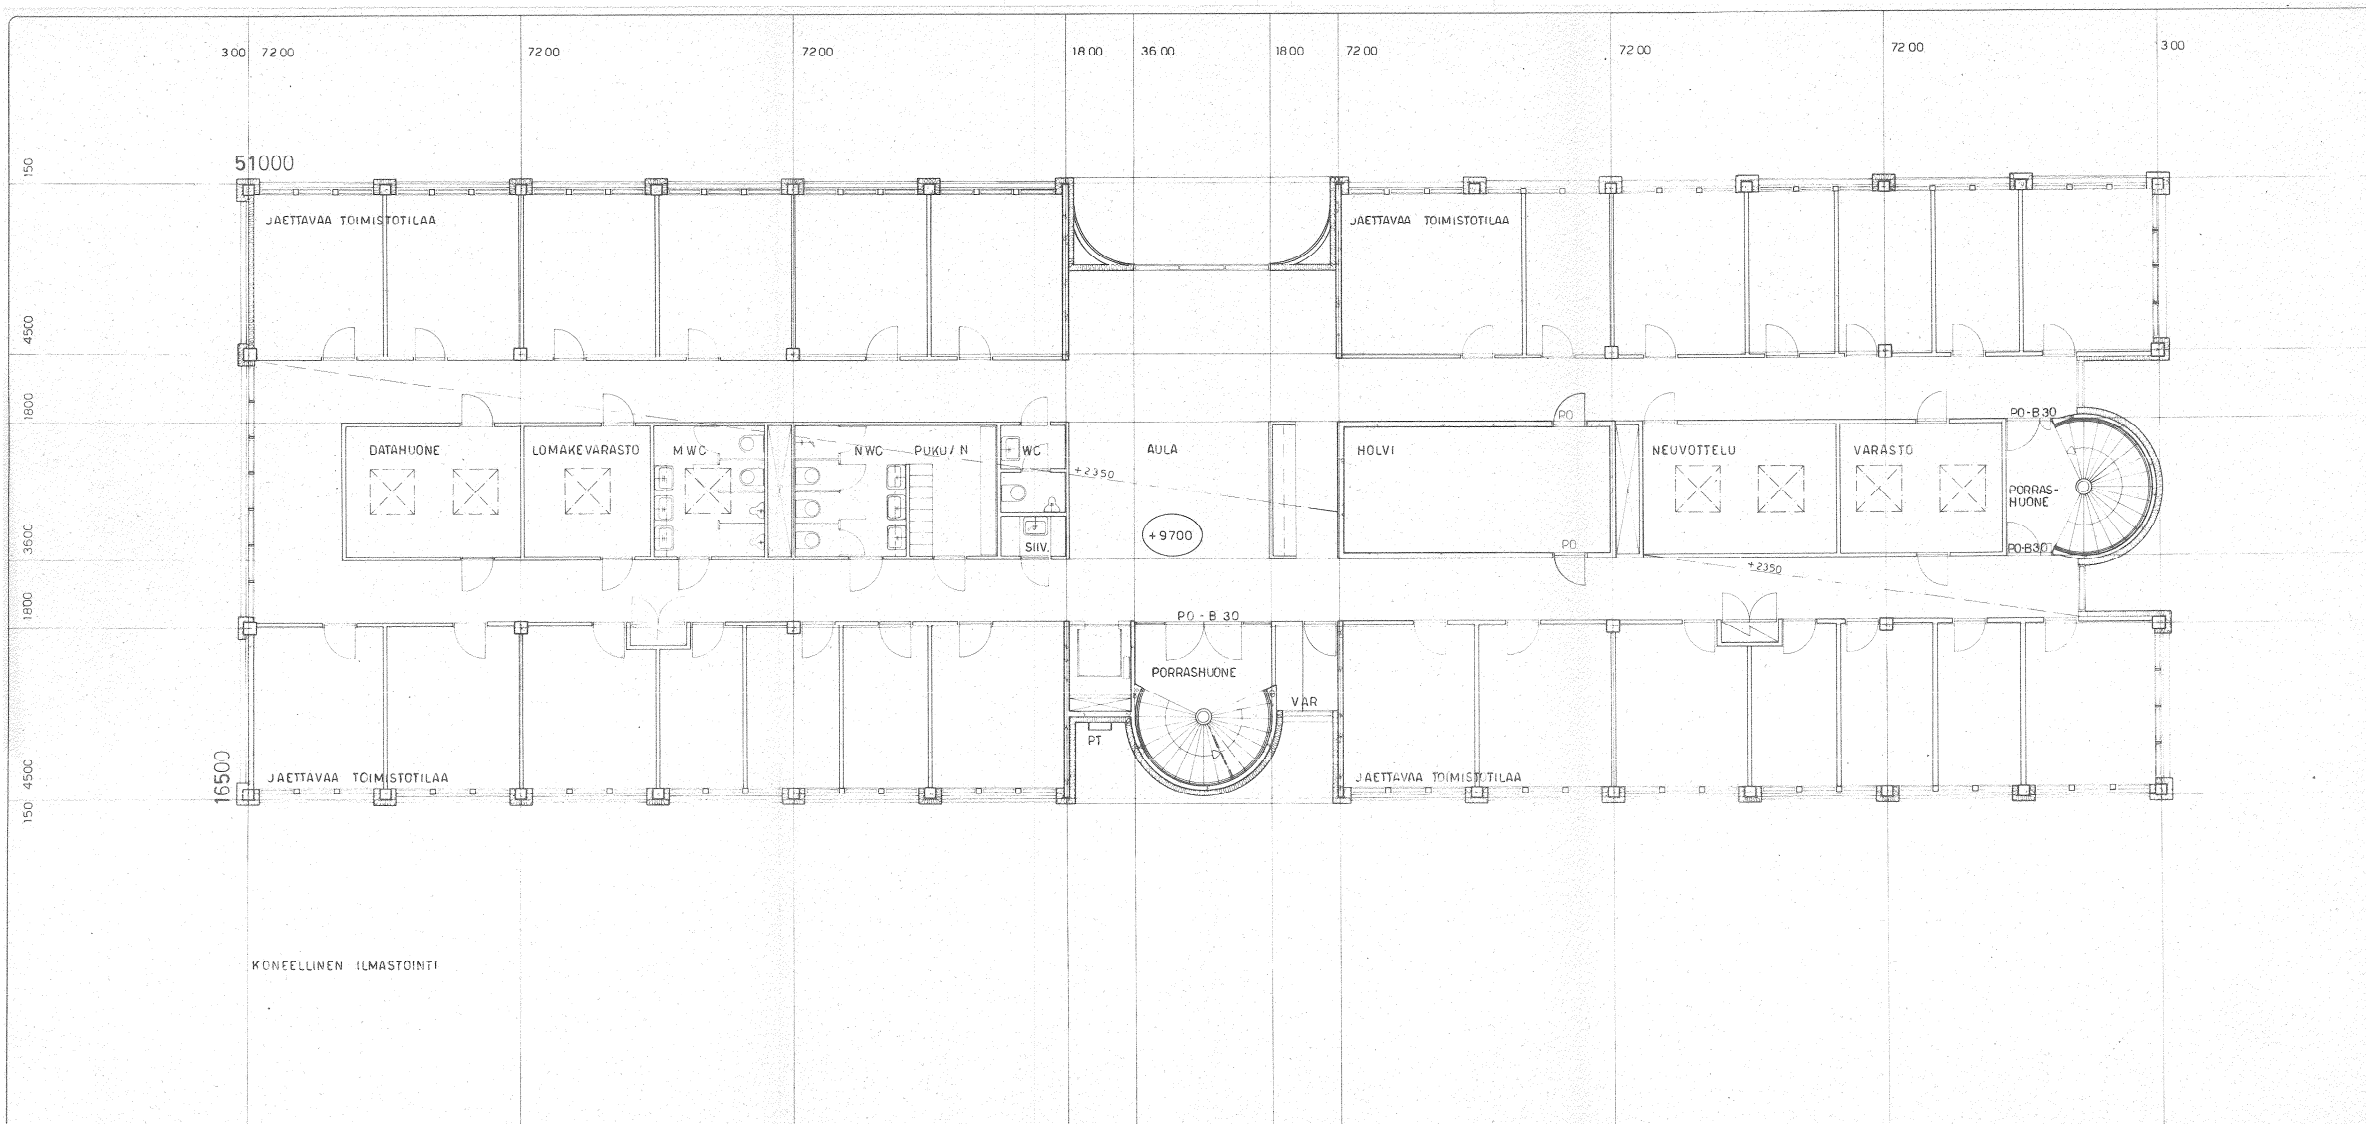 300 7200 7200 7200 1800 3600 1800 7200 7200 7200 300
150
51000
JAETTAVAA TOIMISTOTILAA
JAETTAVAA TOIMISTOTILAA
4500
1800
PO
PO-B30
DATAHUONE
LOMAKEVARASTO
MWC
NWC
PUKU/N
WC
AULA
HOLVI
NEUVOTTELU
VARASTO
+2350
PORRAS-
HUONE
3600
+9700
SIIV.
PO
PO-B30
+2350
1800
PO-B 30
PORRASHUONE
VAR
PT
16500
4500
JAETTAVAA TOIMISTOTILAA
JAETTAVAA TOIMISTOTILAA
150
KONEELLINEN ILMASTOINTI